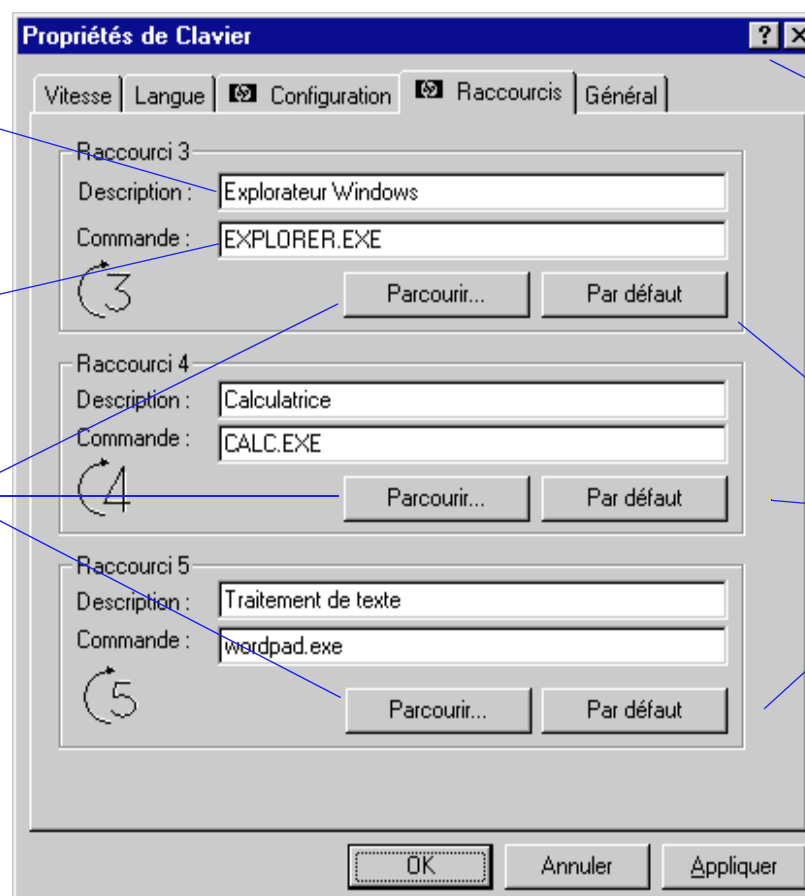 Propriétés de Clavier
Vitesse Langue Configuration Raccourcis Général
Raccourci 3
Description : Explorateur Windows
Commande : EXPLORER.EXE
3 Parcourir... Par défaut
Raccourci 4
Description : Calculatrice
Commande : CALC.EXE
4 Parcourir... Par défaut
Raccourci 5
Description : Traitement de texte
Commande : wordpad.exe
5 Parcourir... Par défaut
OK Annuler Appliquer